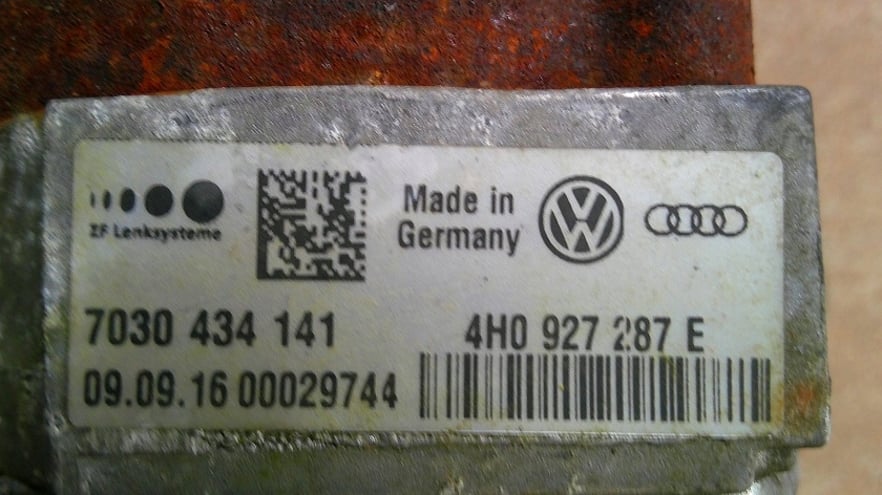 ZF Lenksysteme
Made in
Germany
7030 434 141
4H0 927 287 E
09.09.16 00029744